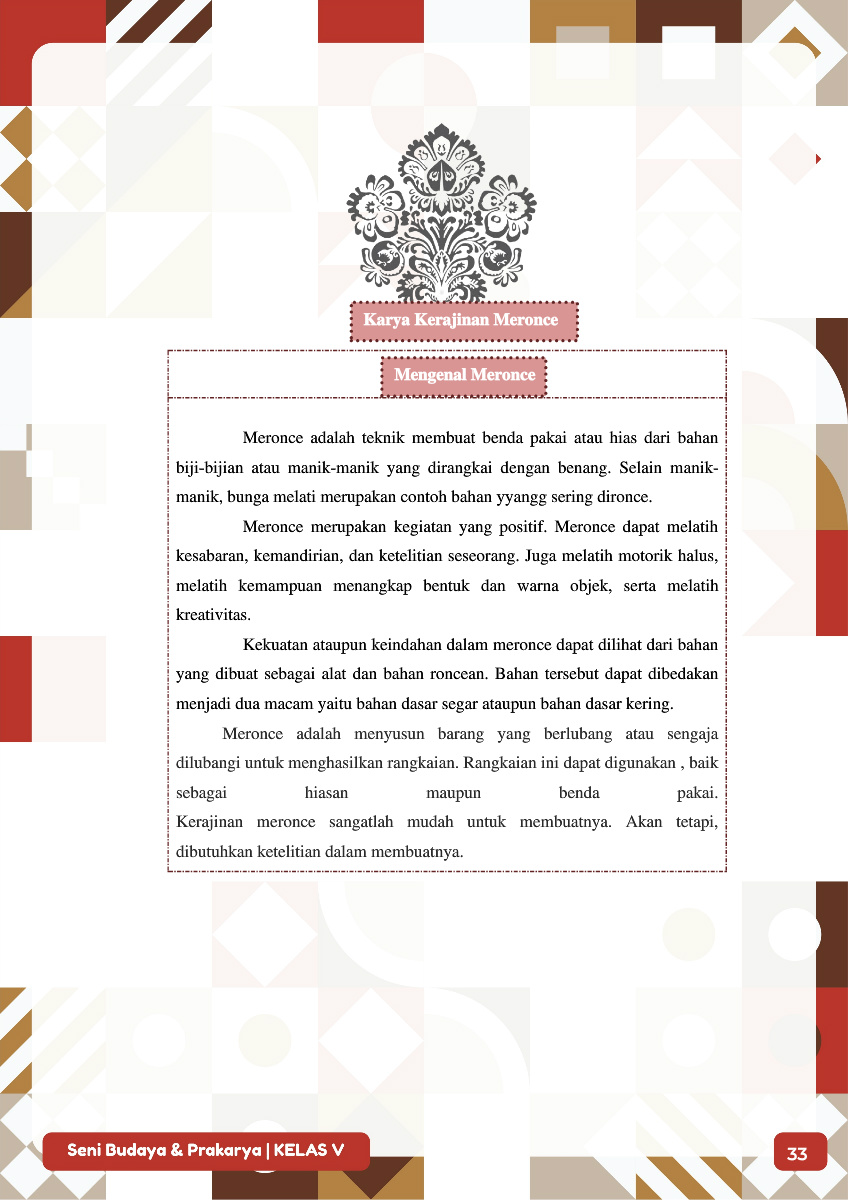 Karya Kerajinan Meronce
Mengenal Meronce
Meronce adalah teknik membuat benda pakai atau hias dari bahan
biji-bijian atau manik-manik yang dirangkai dengan benang. Selain manik-
manik, bunga melati merupakan contoh bahan yyangg sering dironce.
Meronce merupakan kegiatan yang positif. Meronce dapat melatih
kesabaran, kemandirian, dan ketelitian seseorang. Juga melatih motorik halus,
melatih kemampuan menangkap bentuk dan warna objek, serta melatih
kreativitas.
Kekuatan ataupun keindahan dalam meronce dapat dilihat dari bahan
yang dibuat sebagai alat dan bahan roncean. Bahan tersebut dapat dibedakan
menjadi dua macam yaitu bahan dasar segar ataupun bahan dasar kering.
Meronce adalah menyusun barang yang berlubang atau sengaja
dilubangi untuk menghasilkan rangkaian. Rangkaian ini dapat digunakan , baik
sebagai hiasan maupun benda pakai.
Kerajinan meronce sangatlah mudah untuk membuatnya. Akan tetapi,
dibutuhkan ketelitian dalam membuatnya.
Seni Budaya & Prakarya | KELAS V
33